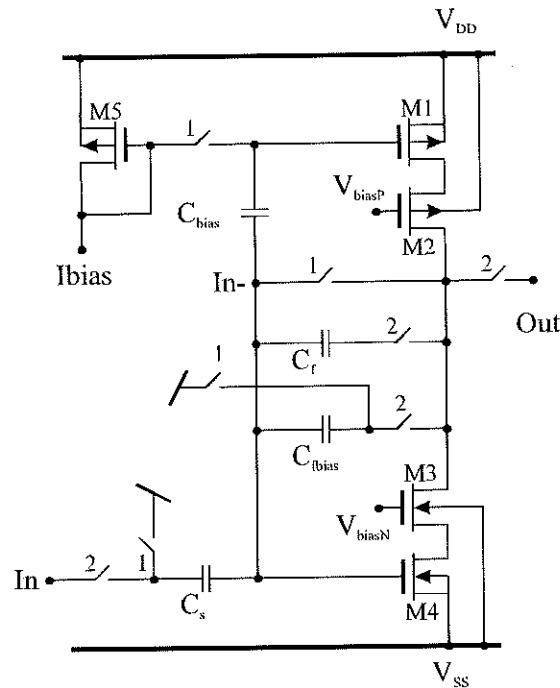 V_DD
M5
1
M1
V_biasP
C_bias
M2
Ibias
In-
1
2
Out
C_f
2
1
C_fbias
2
M3
V_biasN
In
2
1
C_s
M4
V_SS